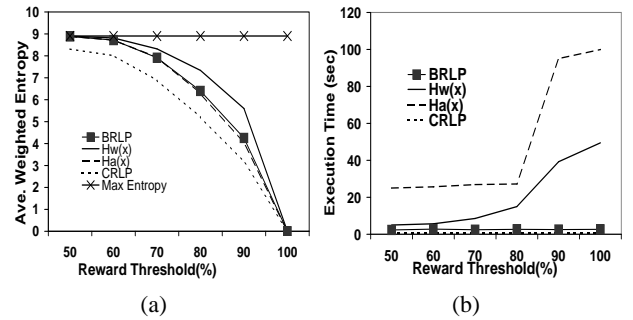 Ave. Weighted Entropy
10
9
8
7
6
5
4
3
2
1
0
BRLP
Hw(x)
Ha(x)
CRLP
Max Entropy
50 60 70 80 90 100
Reward Threshold(%)
(a)
Execution Time (sec)
120
100
80
60
40
20
0
BRLP
Hw(x)
Ha(x)
CRLP
50 60 70 80 90 100
Reward Threshold(%)
(b)